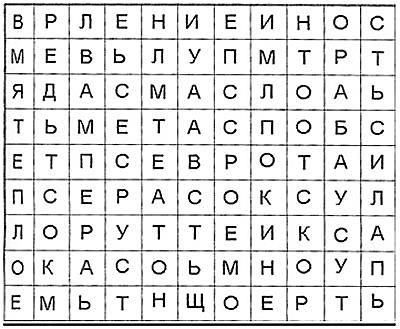 В Р Л Е Н И Е И Н О С
М Е В Ь Л У П М Т Р Т
Я Д А С М А С Л О А Ь
Т Ь М Е Т А С П О Б С
Е Т П С Е В Р О Т А И
П С Е Р А С О К С У Л
Л О Р У Т Т Е И К С А
О К А С О Ь М Н О У П
Е М Ь Т Н Щ О Е Р Т Ь